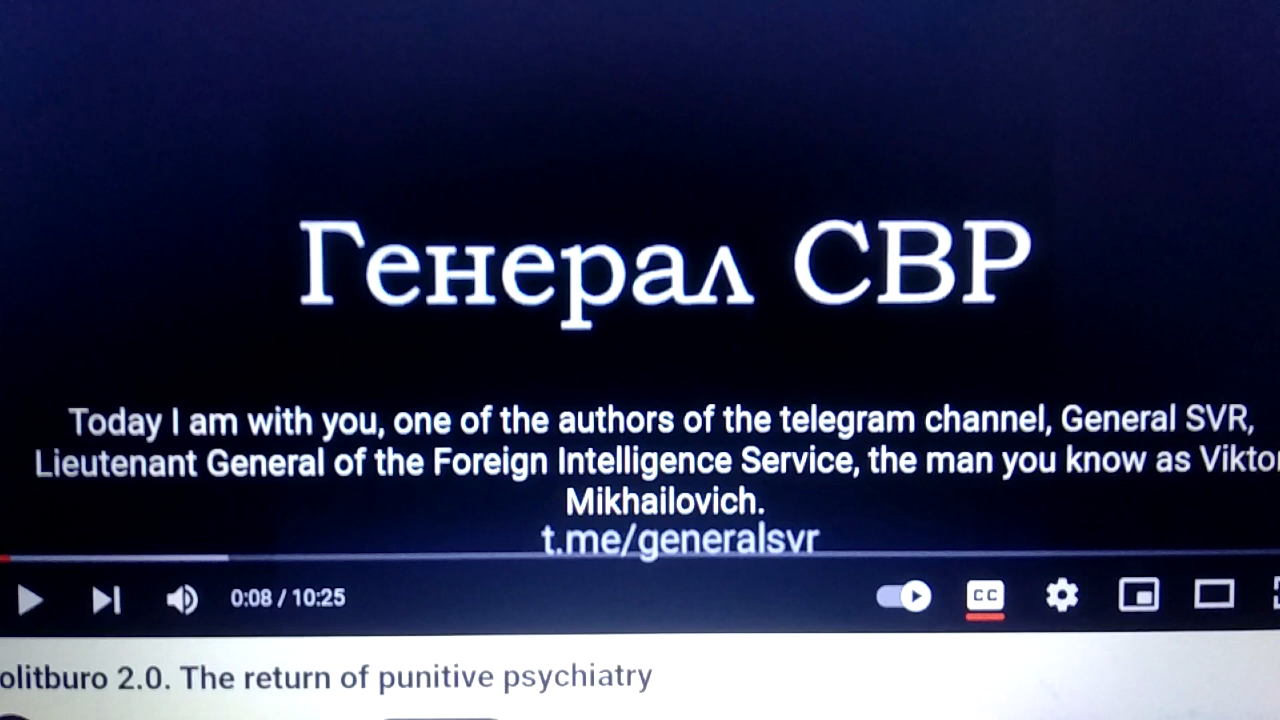 Генерал СВР
Today I am with you, one of the authors of the telegram channel, General SVR,
Lieutenant General of the Foreign Intelligence Service, the man you know as Vikto
Mikhailovich.
t.me/generalsvr
0:08 / 10:25
CC
olitburo 2.0. The return of punitive psychiatry